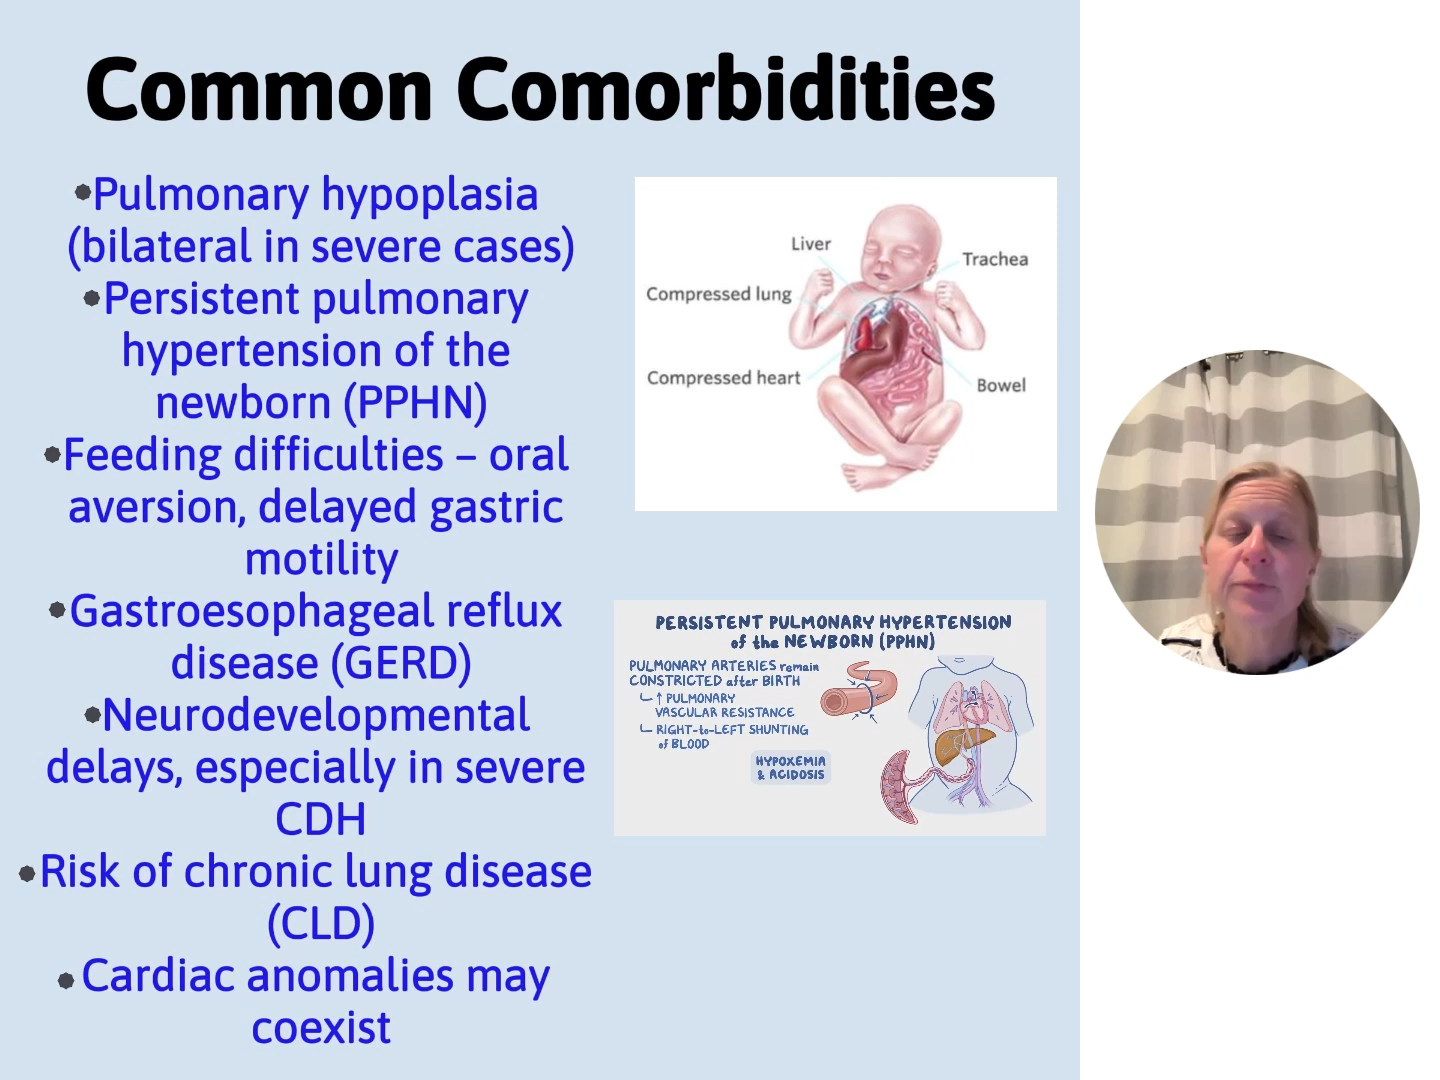 Common Comorbidities
•Pulmonary hypoplasia
(bilateral in severe cases)
•Persistent pulmonary
hypertension of the
newborn (PPHN)
•Feeding difficulties – oral
aversion, delayed gastric
motility
•Gastroesophageal reflux
disease (GERD)
•Neurodevelopmental
delays, especially in severe
CDH
•Risk of chronic lung disease
(CLD)
•Cardiac anomalies may
coexist
Liver
Trachea
Compressed lung
Compressed heart
Bowel
PERSISTENT PULMONARY HYPERTENSION
of the NEWBORN (PPHN)
PULMONARY ARTERIES remain
CONSTRICTED after BIRTH
↑ PULMONARY
VASCULAR RESISTANCE
RIGHT-to-LEFT SHUNTING
of BLOOD
HYPOXEMIA
& ACIDOSIS